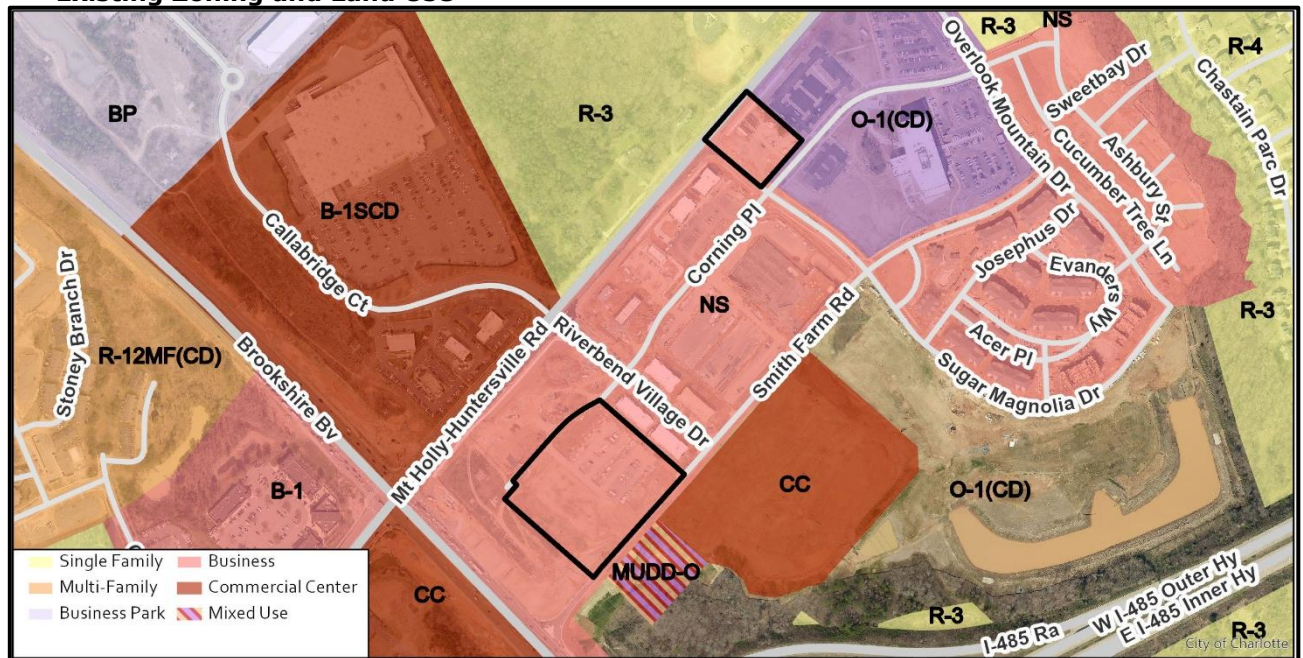 Existing Zoning and Land Use
BP
R-3
NS
R-4
Overlook Mountain Dr
Sweetbay Dr
Chastain Parc Dr
R-3
O-1(CD)
Cucumber Tree Ln
Ashbury St
B-1SCD
Callabridge Ct
Corning Pl
Josephus Dr
Evanders Wy
NS
R-3
Stoney Branch Dr
R-12MF(CD)
Brookshire Bv
Mt Holly-Huntersville Rd
Riverbend Village Dr
Smith Farm Rd
Acer Pl
Sugar Magnolia Dr
B-1
CC
O-1(CD)
MUDD-O
CC
R-3
I-485 Ra
W I-485 Outer Hy
E I-485 Inner Hy
R-3
Single Family
Business
Multi-Family
Commercial Center
Business Park
Mixed Use
City of Charlotte